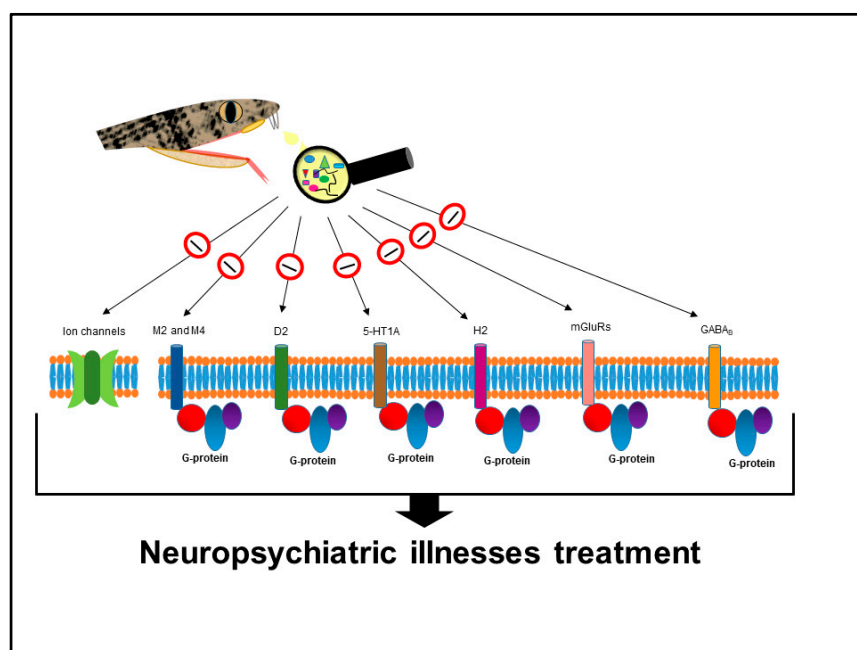 Ion channels
M2 and M4
D2
5-HT1A
H2
mGluRs
GABA_B
G-protein
G-protein
G-protein
G-protein
G-protein
G-protein
Neuropsychiatric illnesses treatment